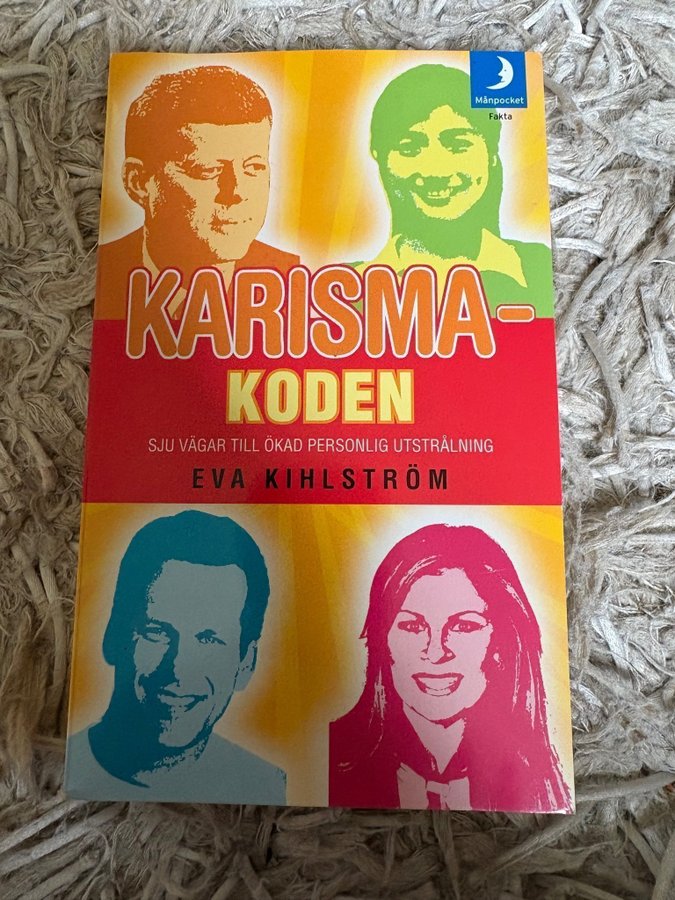 Månpocket
Fakta
KARISMA-
KODEN
SJU VÄGAR TILL ÖKAD PERSONLIG UTSTRÅLNING
EVA KIHLSTRÖM